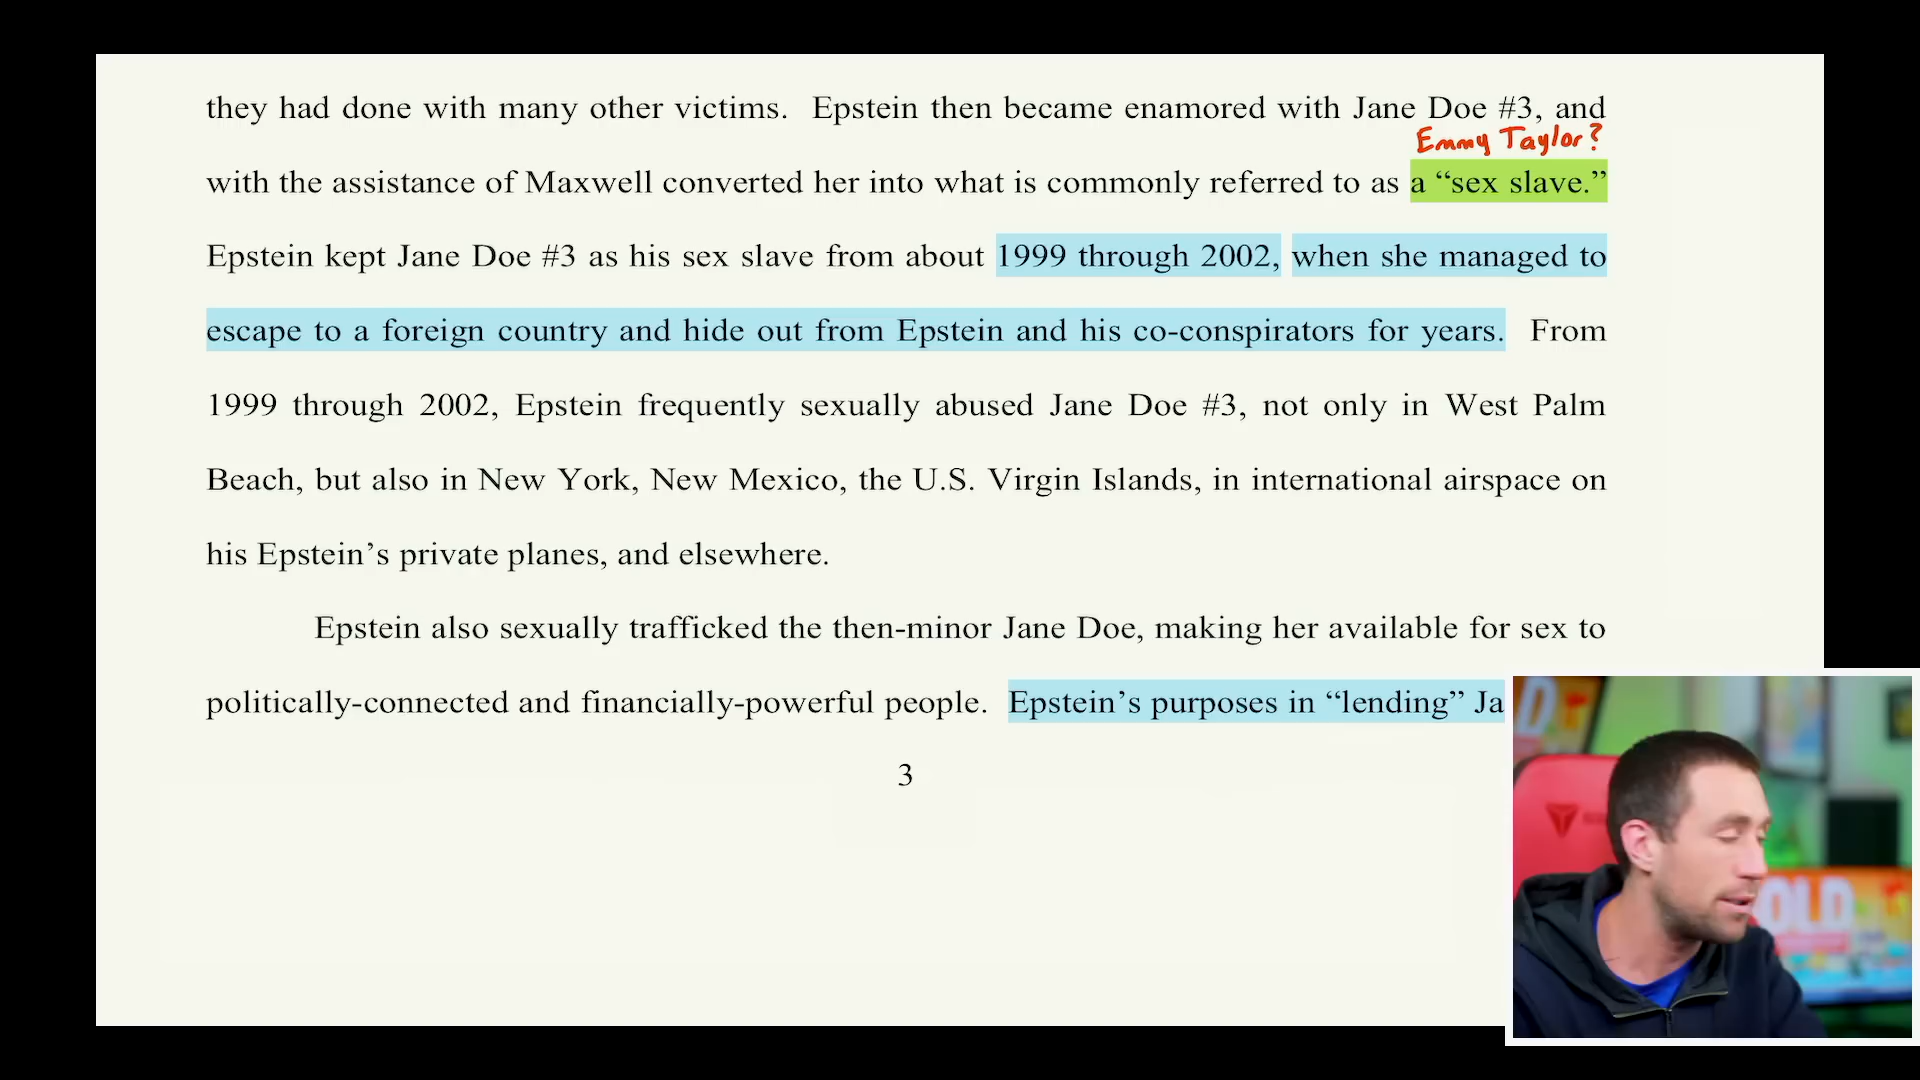 they had done with many other victims.  Epstein then became enamored with Jane Doe #3, and
Emmy Taylor?
with the assistance of Maxwell converted her into what is commonly referred to as a “sex slave.”
Epstein kept Jane Doe #3 as his sex slave from about 1999 through 2002, when she managed to
escape to a foreign country and hide out from Epstein and his co-conspirators for years.  From
1999 through 2002, Epstein frequently sexually abused Jane Doe #3, not only in West Palm
Beach, but also in New York, New Mexico, the U.S. Virgin Islands, in international airspace on
his Epstein’s private planes, and elsewhere.
Epstein also sexually trafficked the then-minor Jane Doe, making her available for sex to
politically-connected and financially-powerful people.  Epstein’s purposes in “lending” Ja
3
OLD